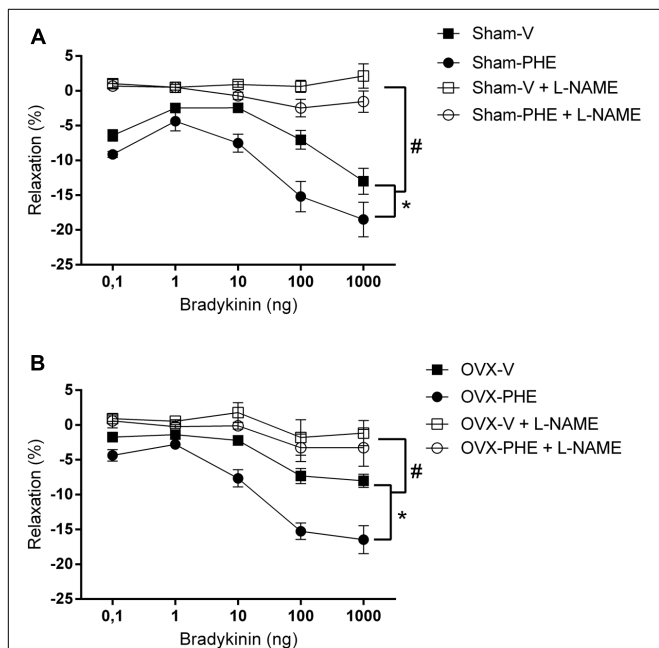 A
Relaxation (%)
5
0
-5
-10
-15
-20
-25
0,1 1 10 100 1000
Bradykinin (ng)
#
*
Sham-V
Sham-PHE
Sham-V + L-NAME
Sham-PHE + L-NAME
B
Relaxation (%)
5
0
-5
-10
-15
-20
-25
0,1 1 10 100 1000
Bradykinin (ng)
#
*
OVX-V
OVX-PHE
OVX-V + L-NAME
OVX-PHE + L-NAME